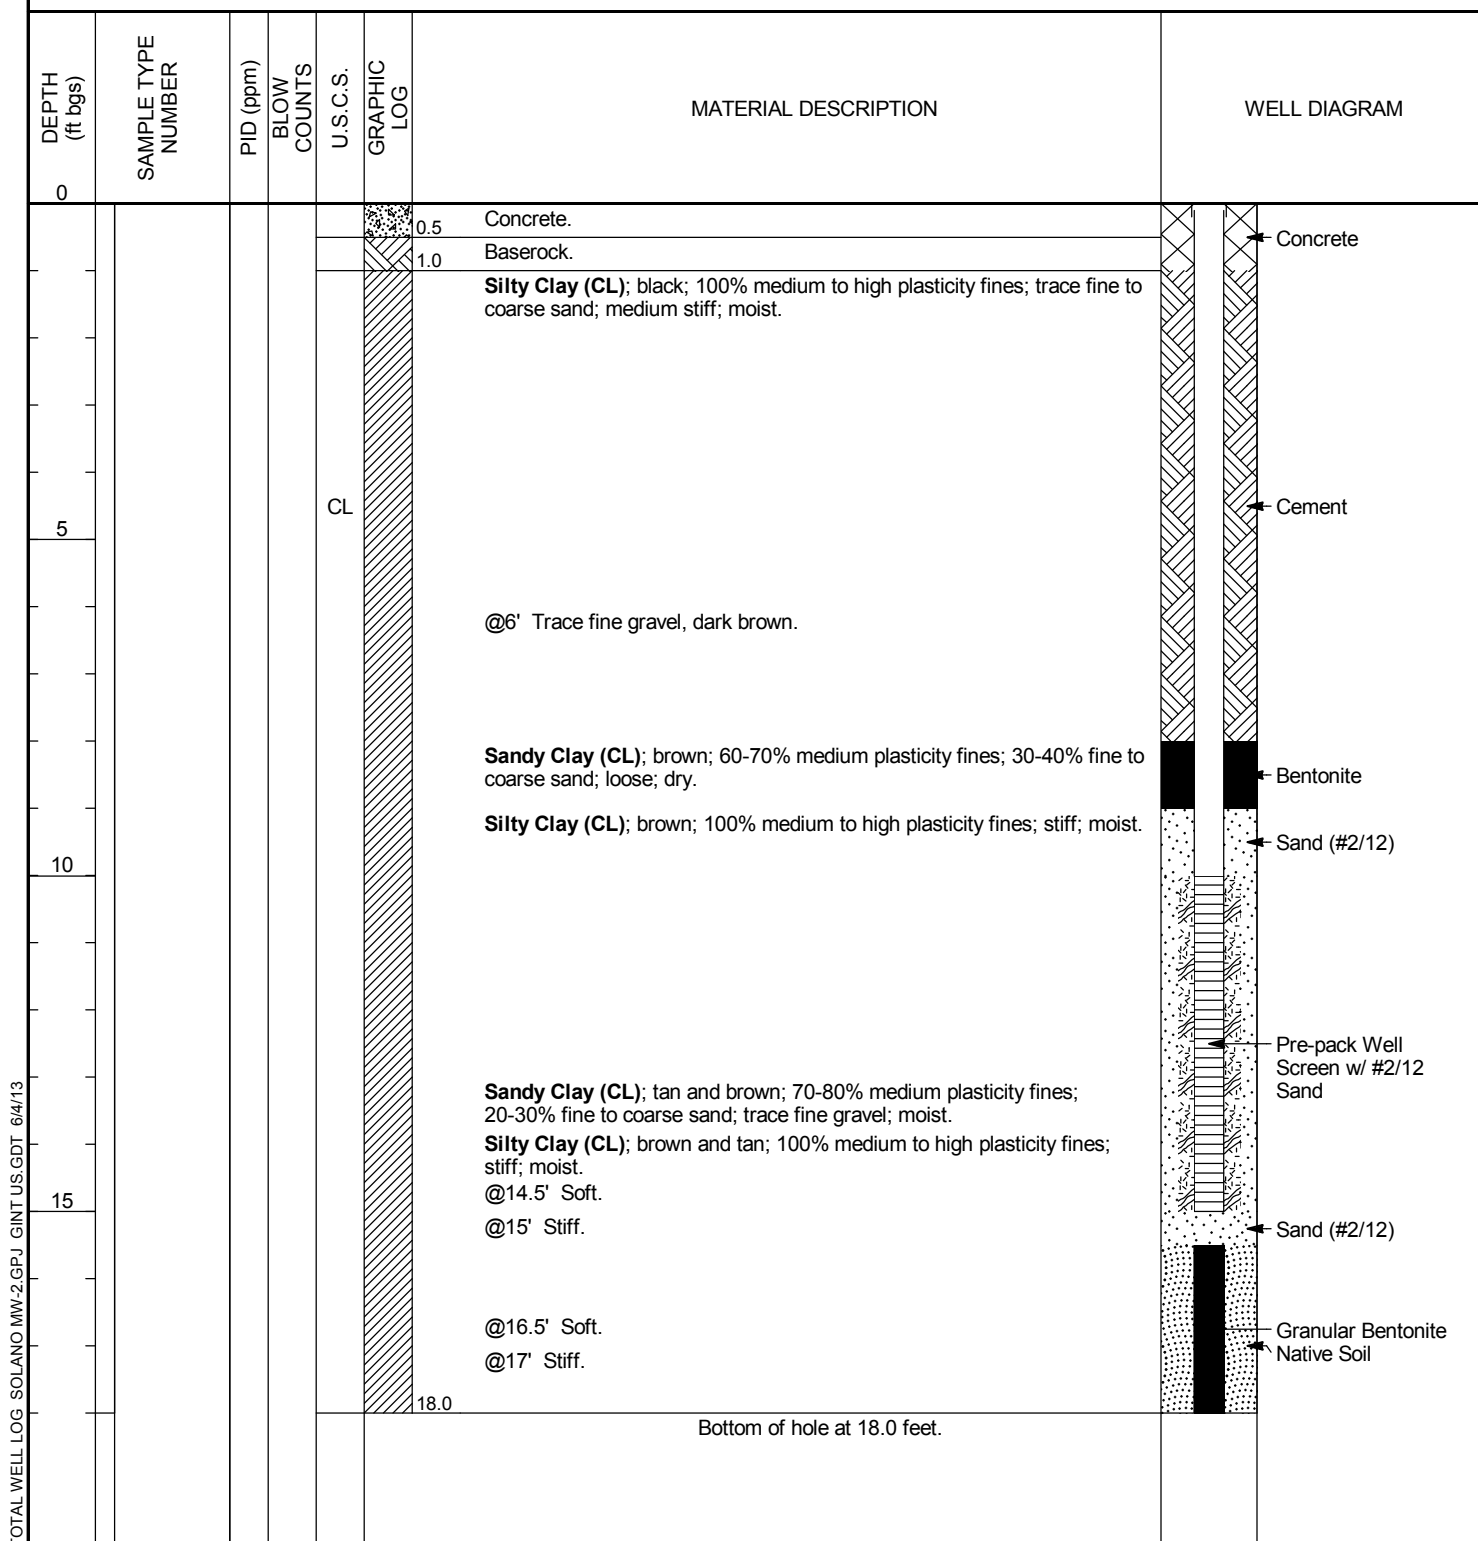 DEPTH
(ft bgs)
SAMPLE TYPE
NUMBER
PID (ppm)
BLOW
COUNTS
U.S.C.S.
GRAPHIC
LOG
MATERIAL DESCRIPTION
WELL DIAGRAM
0
0.5
Concrete.
Concrete
1.0
Baserock.
Silty Clay (CL); black; 100% medium to high plasticity fines; trace fine to
coarse sand; medium stiff; moist.
CL
Cement
5
@6' Trace fine gravel, dark brown.
Sandy Clay (CL); brown; 60-70% medium plasticity fines; 30-40% fine to
coarse sand; loose; dry.
Bentonite
Silty Clay (CL); brown; 100% medium to high plasticity fines; stiff; moist.
Sand (#2/12)
10
Pre-pack Well
Screen w/ #2/12
Sand
Sandy Clay (CL); tan and brown; 70-80% medium plasticity fines;
20-30% fine to coarse sand; trace fine gravel; moist.
Silty Clay (CL); brown and tan; 100% medium to high plasticity fines;
stiff; moist.
@14.5' Soft.
15
@15' Stiff.
Sand (#2/12)
@16.5' Soft.
Granular Bentonite
Native Soil
@17' Stiff.
18.0
Bottom of hole at 18.0 feet.
TOTAL WELL LOG SOLANO MW-2.GPJ GINT US.GDT 6/4/13